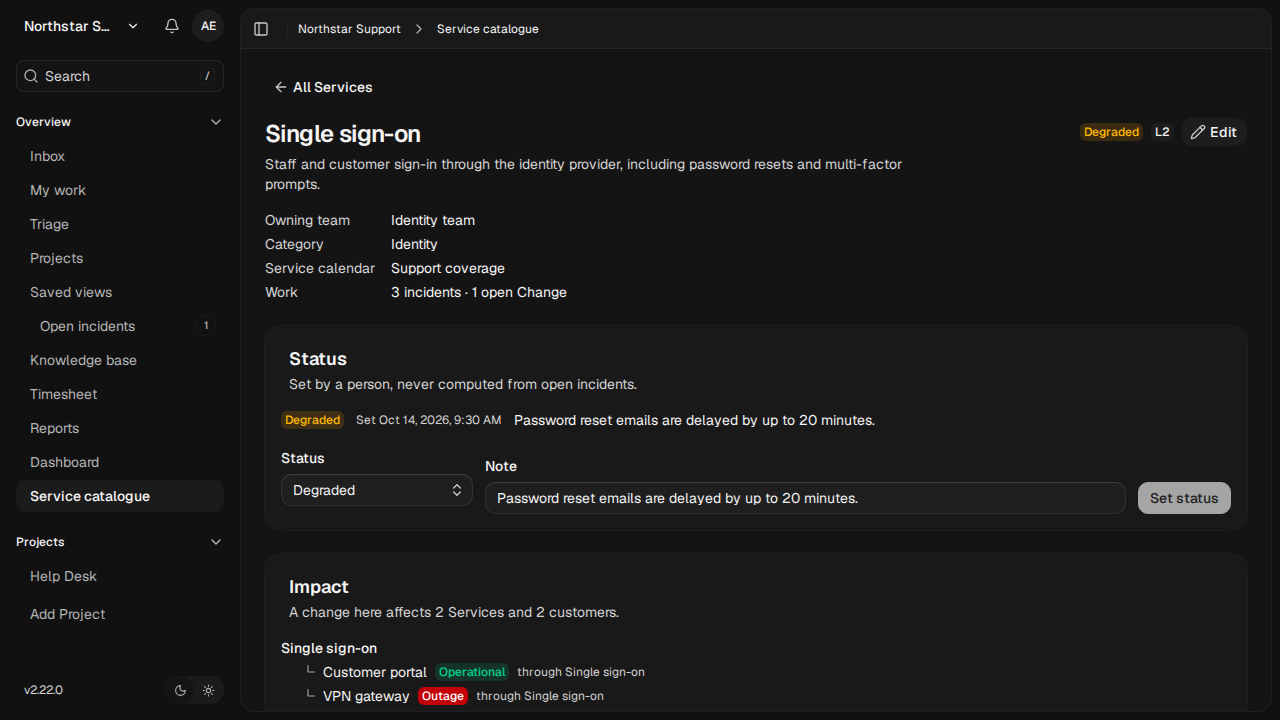 Northstar S...
AE
Search
/
Overview
Inbox
My work
Triage
Projects
Saved views
Open incidents
1
Knowledge base
Timesheet
Reports
Dashboard
Service catalogue
Projects
Help Desk
Add Project
v2.22.0
Northstar Support
Service catalogue
All Services
Single sign-on
Degraded
L2
Edit
Staff and customer sign-in through the identity provider, including password resets and multi-factor
prompts.
Owning team Identity team
Category Identity
Service calendar Support coverage
Work 3 incidents · 1 open Change
Status
Set by a person, never computed from open incidents.
Degraded Set Oct 14, 2026, 9:30 AM Password reset emails are delayed by up to 20 minutes.
Status
Note
Degraded
Password reset emails are delayed by up to 20 minutes.
Set status
Impact
A change here affects 2 Services and 2 customers.
Single sign-on
Customer portal Operational through Single sign-on
VPN gateway Outage through Single sign-on